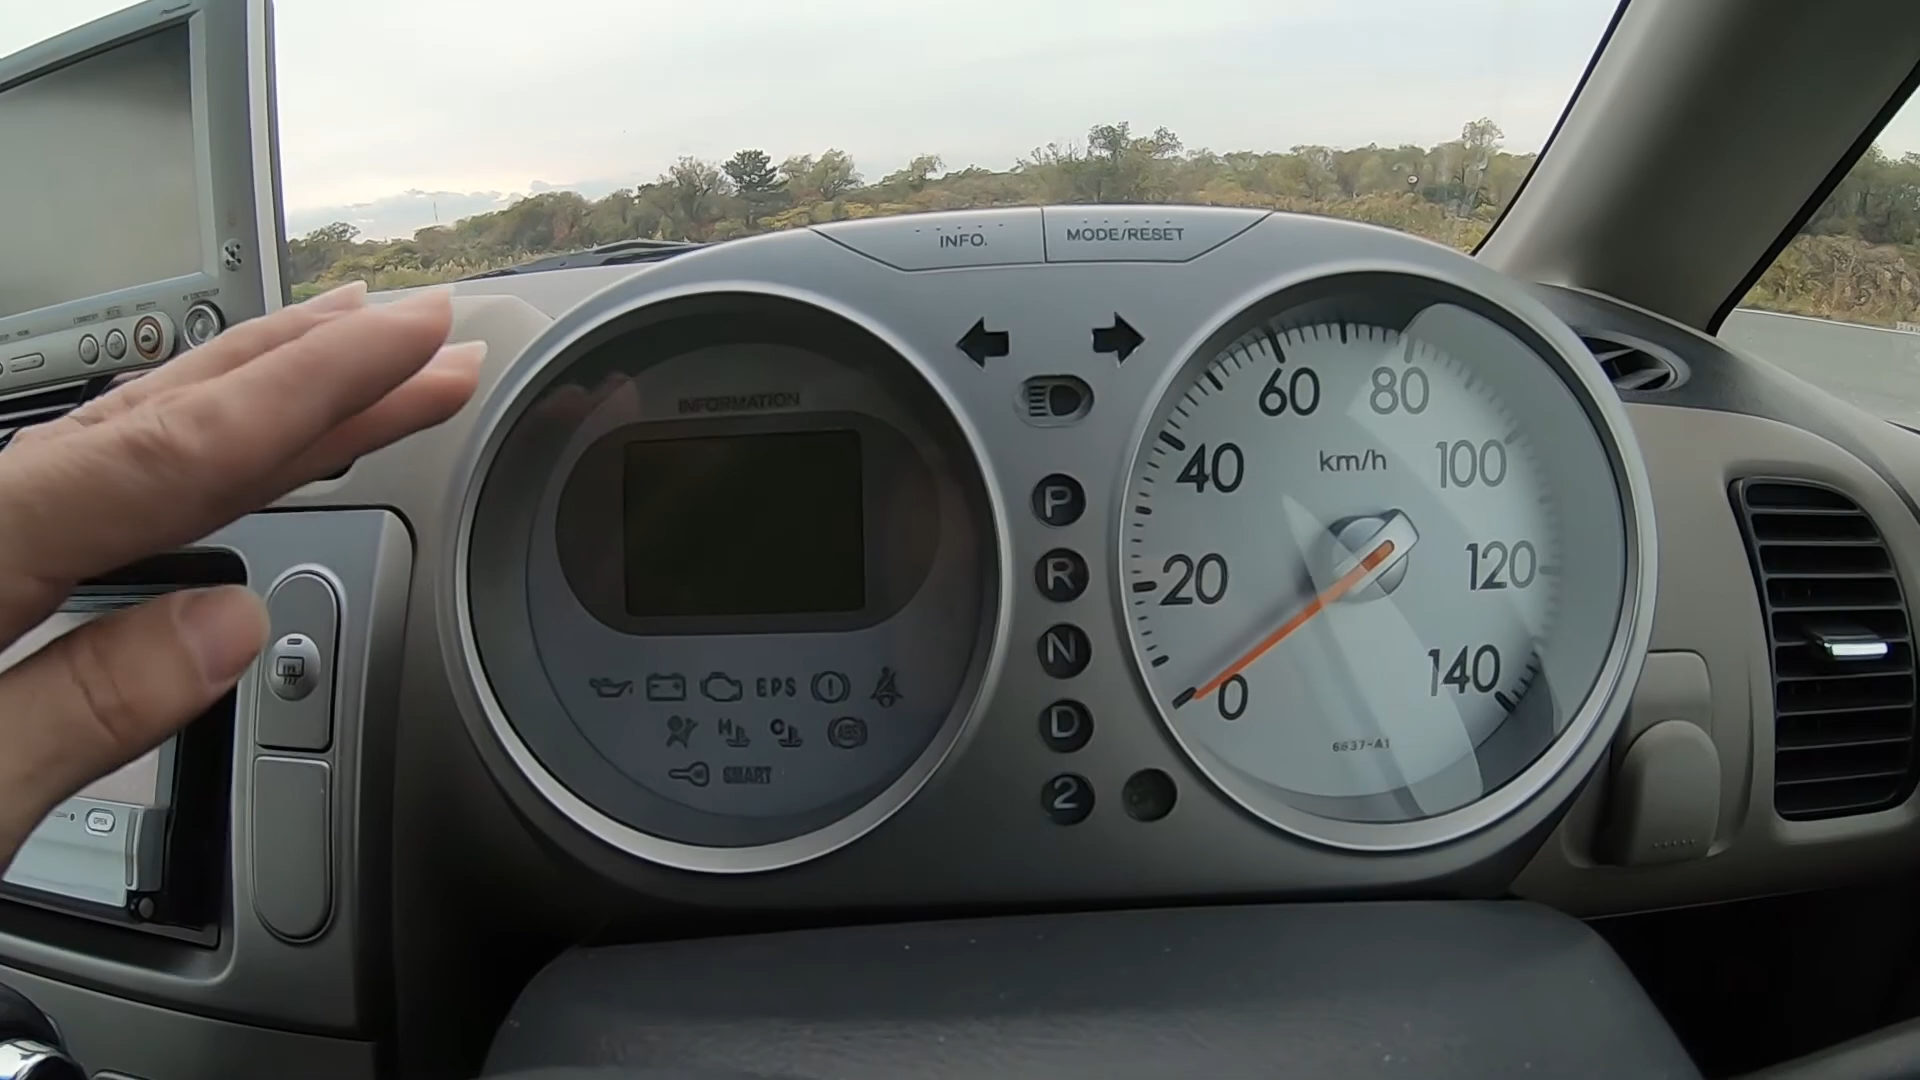 INFO.
MODE/RESET
INFORMATION
EPS
H
C
ABS
SMART
P
R
N
D
2
0
20
40
60
80
100
120
140
km/h
6837-A1
OPEN